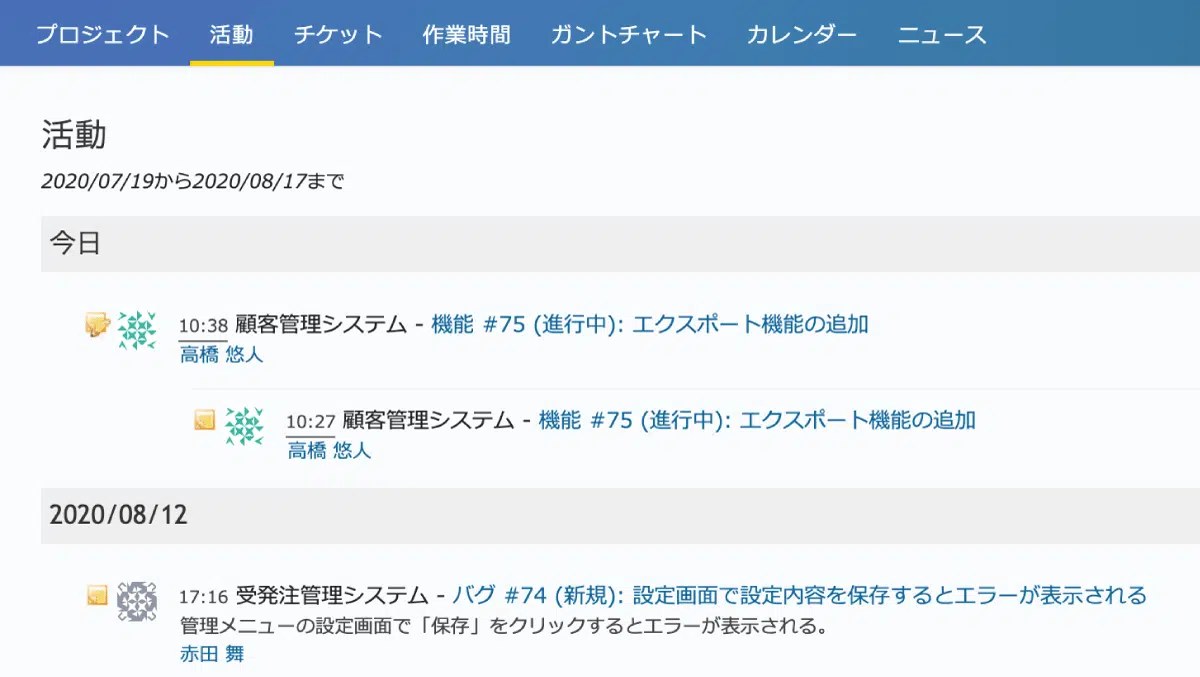 プロジェクト 活動 チケット 作業時間 ガントチャート カレンダー ニュース
活動
2020/07/19から2020/08/17まで
今日
10:38 顧客管理システム - 機能 #75 (進行中): エクスポート機能の追加
高橋 悠人
10:27 顧客管理システム - 機能 #75 (進行中): エクスポート機能の追加
高橋 悠人
2020/08/12
17:16 受発注管理システム - バグ #74 (新規): 設定画面で設定内容を保存するとエラーが表示される
管理メニューの設定画面で「保存」をクリックするとエラーが表示される。
赤田 舞